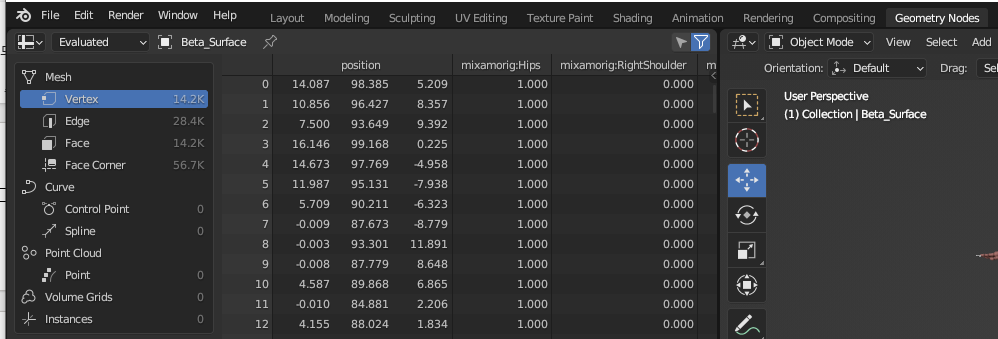 File Edit Render Window Help Layout Modeling Sculpting UV Editing Texture Paint Shading Animation Rendering Compositing Geometry Nodes
Evaluated Beta_Surface Object Mode View Select Add
Orientation: Default Drag: Sel
Mesh
Vertex 14.2K
Edge 28.4K
Face 14.2K
Face Corner 56.7K
Curve
Control Point 0
Spline 0
Point Cloud
Point 0
Volume Grids 0
Instances 0
position mixamorig:Hips mixamorig:RightShoulder m
0 14.087 98.385 5.209 1.000 0.000
1 10.856 96.427 8.357 1.000 0.000
2 7.500 93.649 9.392 1.000 0.000
3 16.146 99.168 0.225 1.000 0.000
4 14.673 97.769 -4.958 1.000 0.000
5 11.987 95.131 -7.938 1.000 0.000
6 5.709 90.211 -6.323 1.000 0.000
7 -0.009 87.673 -8.779 1.000 0.000
8 -0.003 93.301 11.891 1.000 0.000
9 -0.008 87.779 8.648 1.000 0.000
10 4.587 89.868 6.865 1.000 0.000
11 -0.010 84.881 2.206 1.000 0.000
12 4.155 88.024 1.834 1.000 0.000
User Perspective
(1) Collection | Beta_Surface